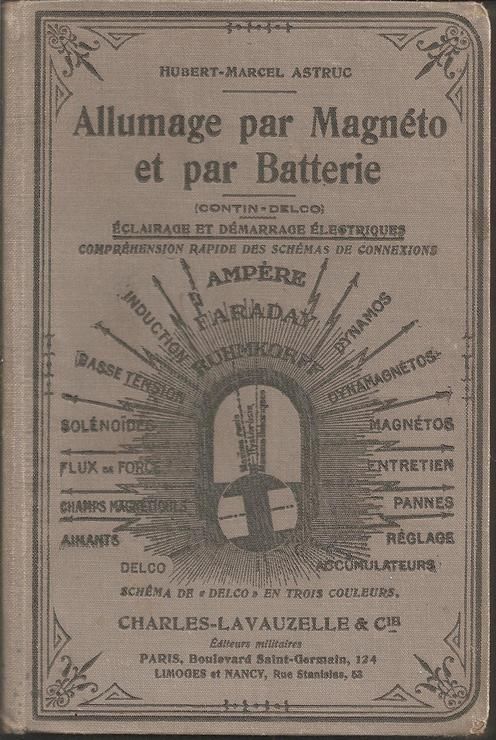 HUBERT-MARCEL ASTRUC
Allumage par Magnéto
et par Batterie
(CONTIN-DELCO)
ÉCLAIRAGE ET DÉMARRAGE ÉLECTRIQUES
COMPRÉHENSION RAPIDE DES SCHÉMAS DE CONNEXIONS
AMPÈRE
FARADAY
RUHMKORFF
INDUCTION
BASSE TENSION
SOLÉNOÏDES
FLUX DE FORCE
CHAMPS MAGNÉTIQUES
AIMANTS
DELCO
DYNAMOS
DYNAMAGNÉTOS
MAGNÉTOS
ENTRETIEN
PANNES
RÉGLAGE
ACCUMULATEURS
SCHÉMA DE « DELCO » EN TROIS COULEURS.
CHARLES-LAVAUZELLE & CIE
Éditeurs militaires
PARIS, Boulevard Saint-Germain, 124
LIMOGES et NANCY, Rue Stanislas, 53